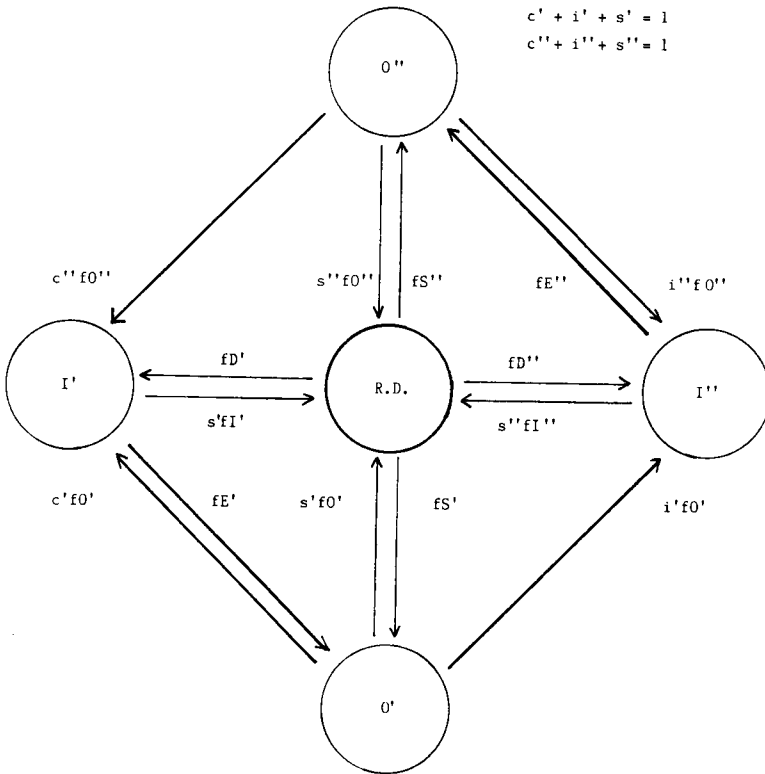 c' + i' + s' = 1
c'' + i'' + s'' = 1
O''
c''fO''
s''fO''
fS''
fE''
i''fO''
I'
fD'
s'fI'
R.D.
fD''
s''fI''
I''
c'fO'
fE'
s'fO'
fS'
i'fO'
O'